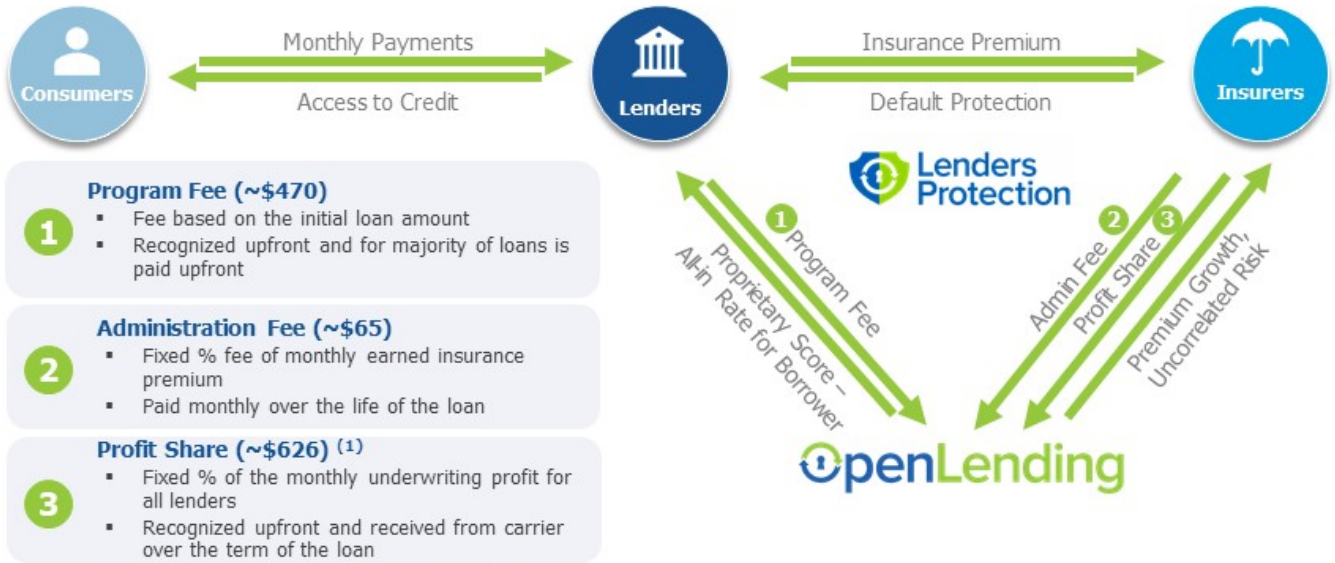 Consumers
Monthly Payments
Access to Credit
Lenders
Insurance Premium
Default Protection
Insurers
Lenders
Protection
1
Program Fee (~$470)
▪ Fee based on the initial loan amount
▪ Recognized upfront and for majority of loans is
paid upfront
2
Administration Fee (~$65)
▪ Fixed % fee of monthly earned insurance
premium
▪ Paid monthly over the life of the loan
3
Profit Share (~$626) (1)
▪ Fixed % of the monthly underwriting profit for
all lenders
▪ Recognized upfront and received from carrier
over the term of the loan
1 Program Fee
Proprietary Score –
All-in Rate for Borrower
2
Admin Fee
3
Profit Share
Premium Growth,
Uncorrelated Risk
OpenLending